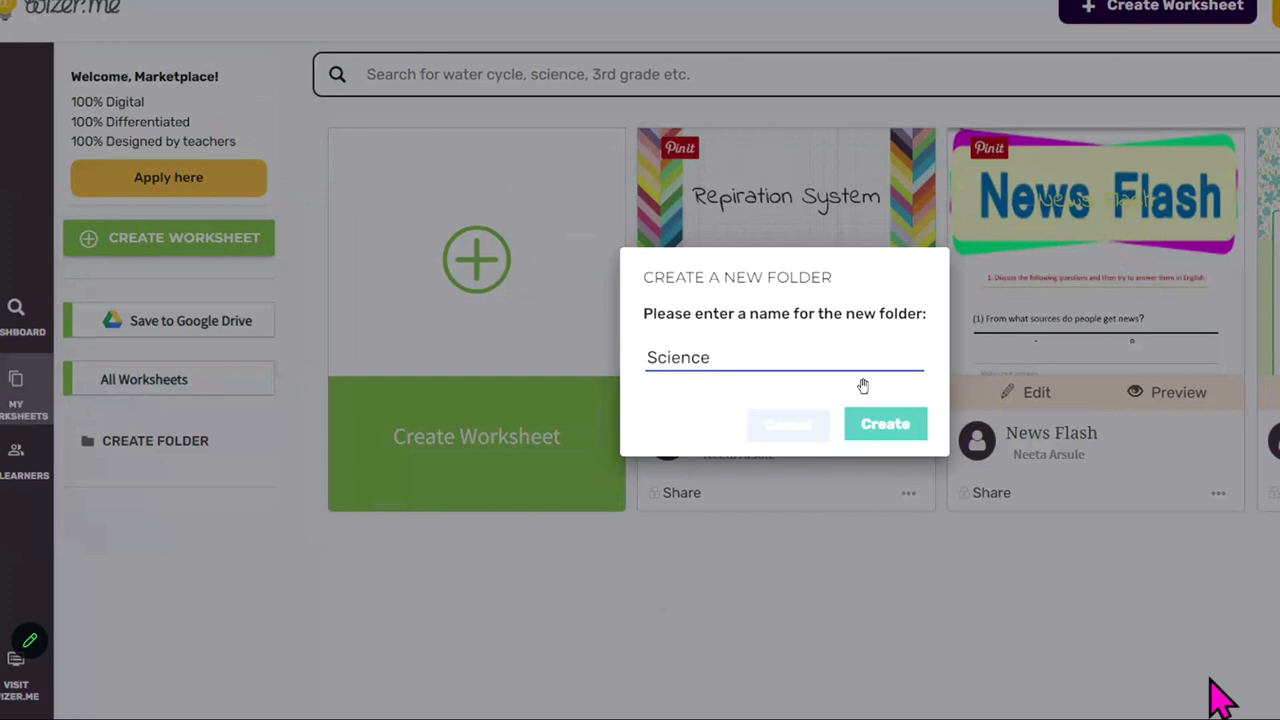 wizer.me
Create Worksheet
Welcome, Marketplace!
100% Digital
100% Differentiated
100% Designed by teachers
Apply here
CREATE WORKSHEET
Save to Google Drive
All Worksheets
CREATE FOLDER
SHBOARD
MY
RKSHEETS
LEARNERS
VISIT
IZER.ME
Search for water cycle, science, 3rd grade etc.
Create Worksheet
Pin it
Repiration System
Share
Pin it
News Flash
1. Discuss the following questions and then try to answer them in English.
(1) From what sources do people get news?
Edit
Preview
News Flash
Neeta Arsule
Share
CREATE A NEW FOLDER
Please enter a name for the new folder:
Science
Cancel
Create